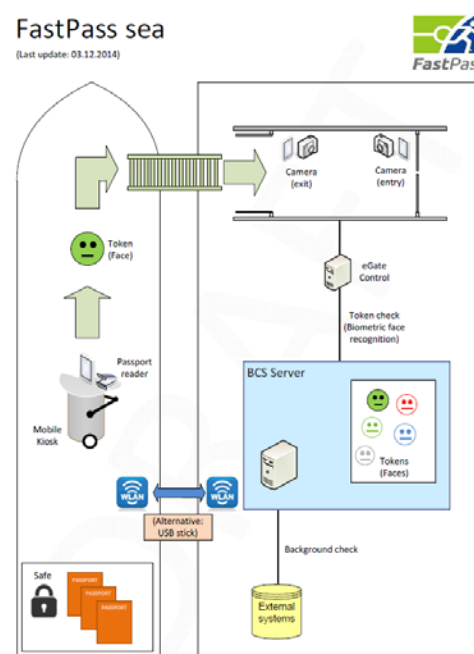 FastPass sea
(Last update: 03.12.2014)
FastPass
Camera
(exit)
Camera
(entry)
Token
(Face)
eGate
Control
Token check
(Biometric face
recognition)
Passport
reader
BCS Server
Mobile
Kiosk
Tokens
(Faces)
WLAN
WLAN
(Alternative:
USB stick)
Background check
Safe
PASSPORT
PASSPORT
PASSPORT
External
systems
DRAFT